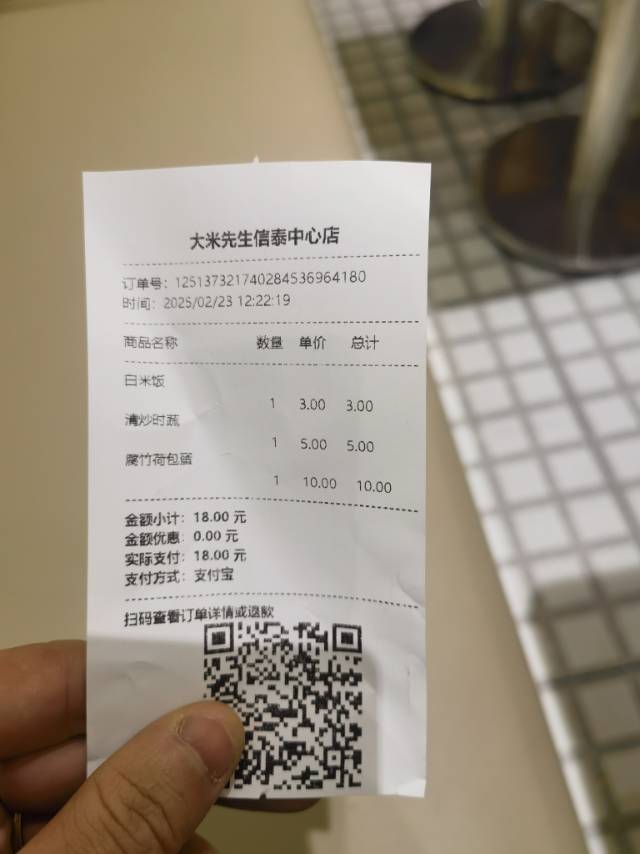 大米先生信泰中心店
订单号：1251373217402845369​64180
时间：2025/02/23 12:22:19
商品名称 数量 单价 总计
白米饭
1 3.00 3.00
清炒时蔬
1 5.00 5.00
腐竹荷包蛋
1 10.00 10.00
金额小计：18.00 元
金额优惠：0.00 元
实际支付：18.00 元
支付方式：支付宝
扫码查看订单详情或退款